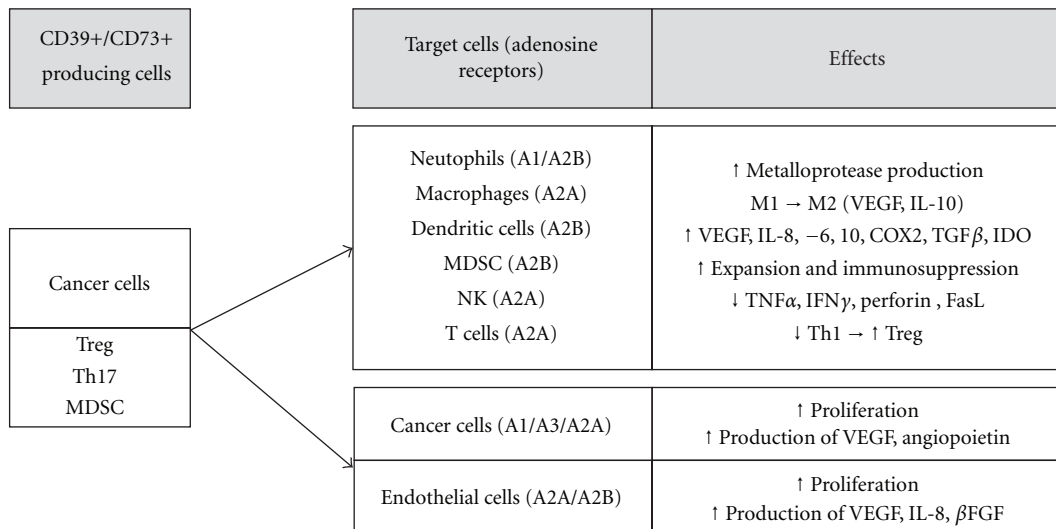 CD39+/CD73+
producing cells
Target cells (adenosine
receptors)
Effects
Cancer cells
Treg
Th17
MDSC
Neutophils (A1/A2B)
Macrophages (A2A)
Dendritic cells (A2B)
MDSC (A2B)
NK (A2A)
T cells (A2A)
↑ Metalloprotease production
M1 → M2 (VEGF, IL-10)
↑ VEGF, IL-8, −6, 10, COX2, TGFβ, IDO
↑ Expansion and immunosuppression
↓ TNFα, IFNγ, perforin , FasL
↓ Th1 → ↑ Treg
Cancer cells (A1/A3/A2A)
↑ Proliferation
↑ Production of VEGF, angiopoietin
Endothelial cells (A2A/A2B)
↑ Proliferation
↑ Production of VEGF, IL-8, βFGF